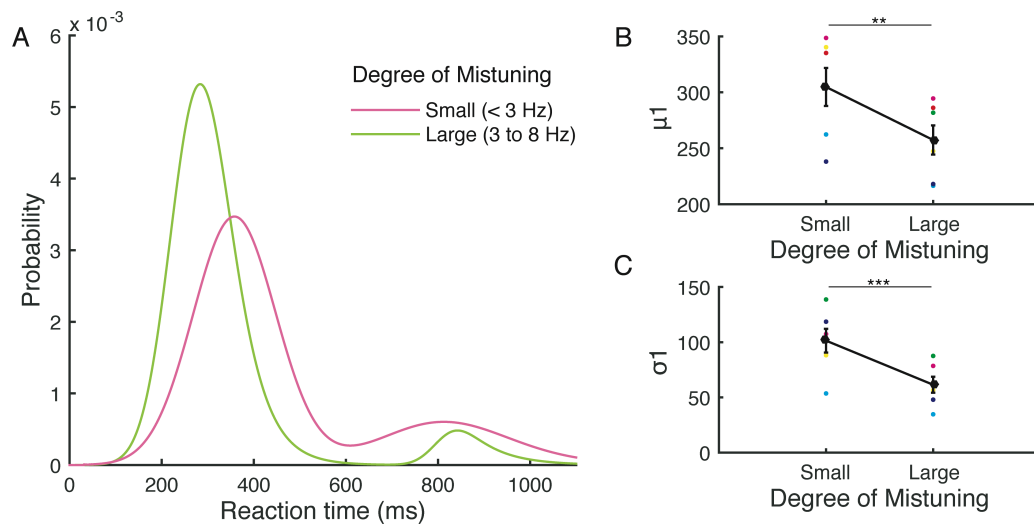 A
x 10-3
6
5
4
3
2
1
0
Probability
0 200 400 600 800 1000
Reaction time (ms)
Degree of Mistuning
Small (< 3 Hz)
Large (3 to 8 Hz)
B
**
350
300
250
200
μ1
Small Large
Degree of Mistuning
C
***
150
100
50
0
σ1
Small Large
Degree of Mistuning